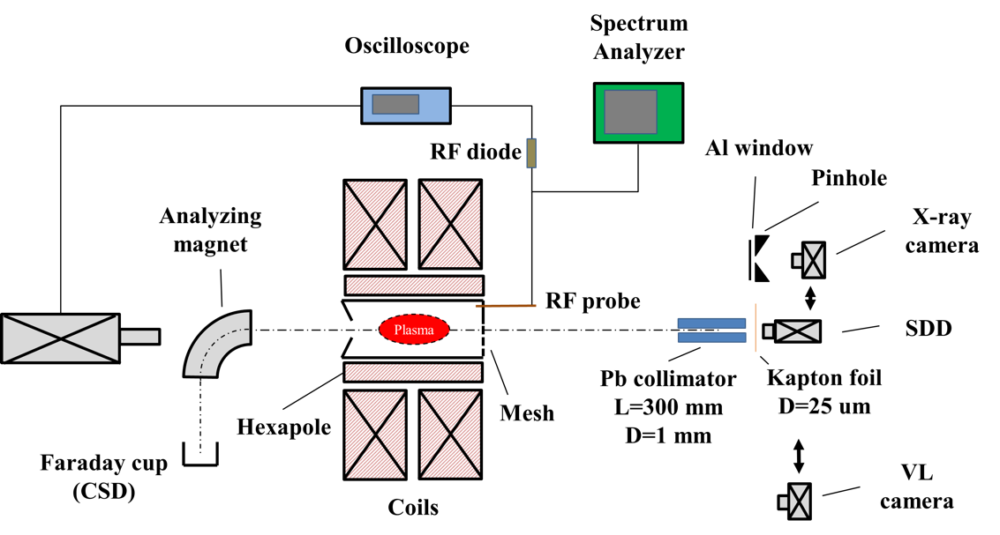 Spectrum
Analyzer
Oscilloscope
RF diode
Al window
Pinhole
Analyzing
magnet
X-ray
camera
RF probe
Plasma
SDD
Pb collimator
L=300 mm
D=1 mm
Kapton foil
D=25 um
Mesh
Hexapole
Faraday cup
(CSD)
VL
camera
Coils